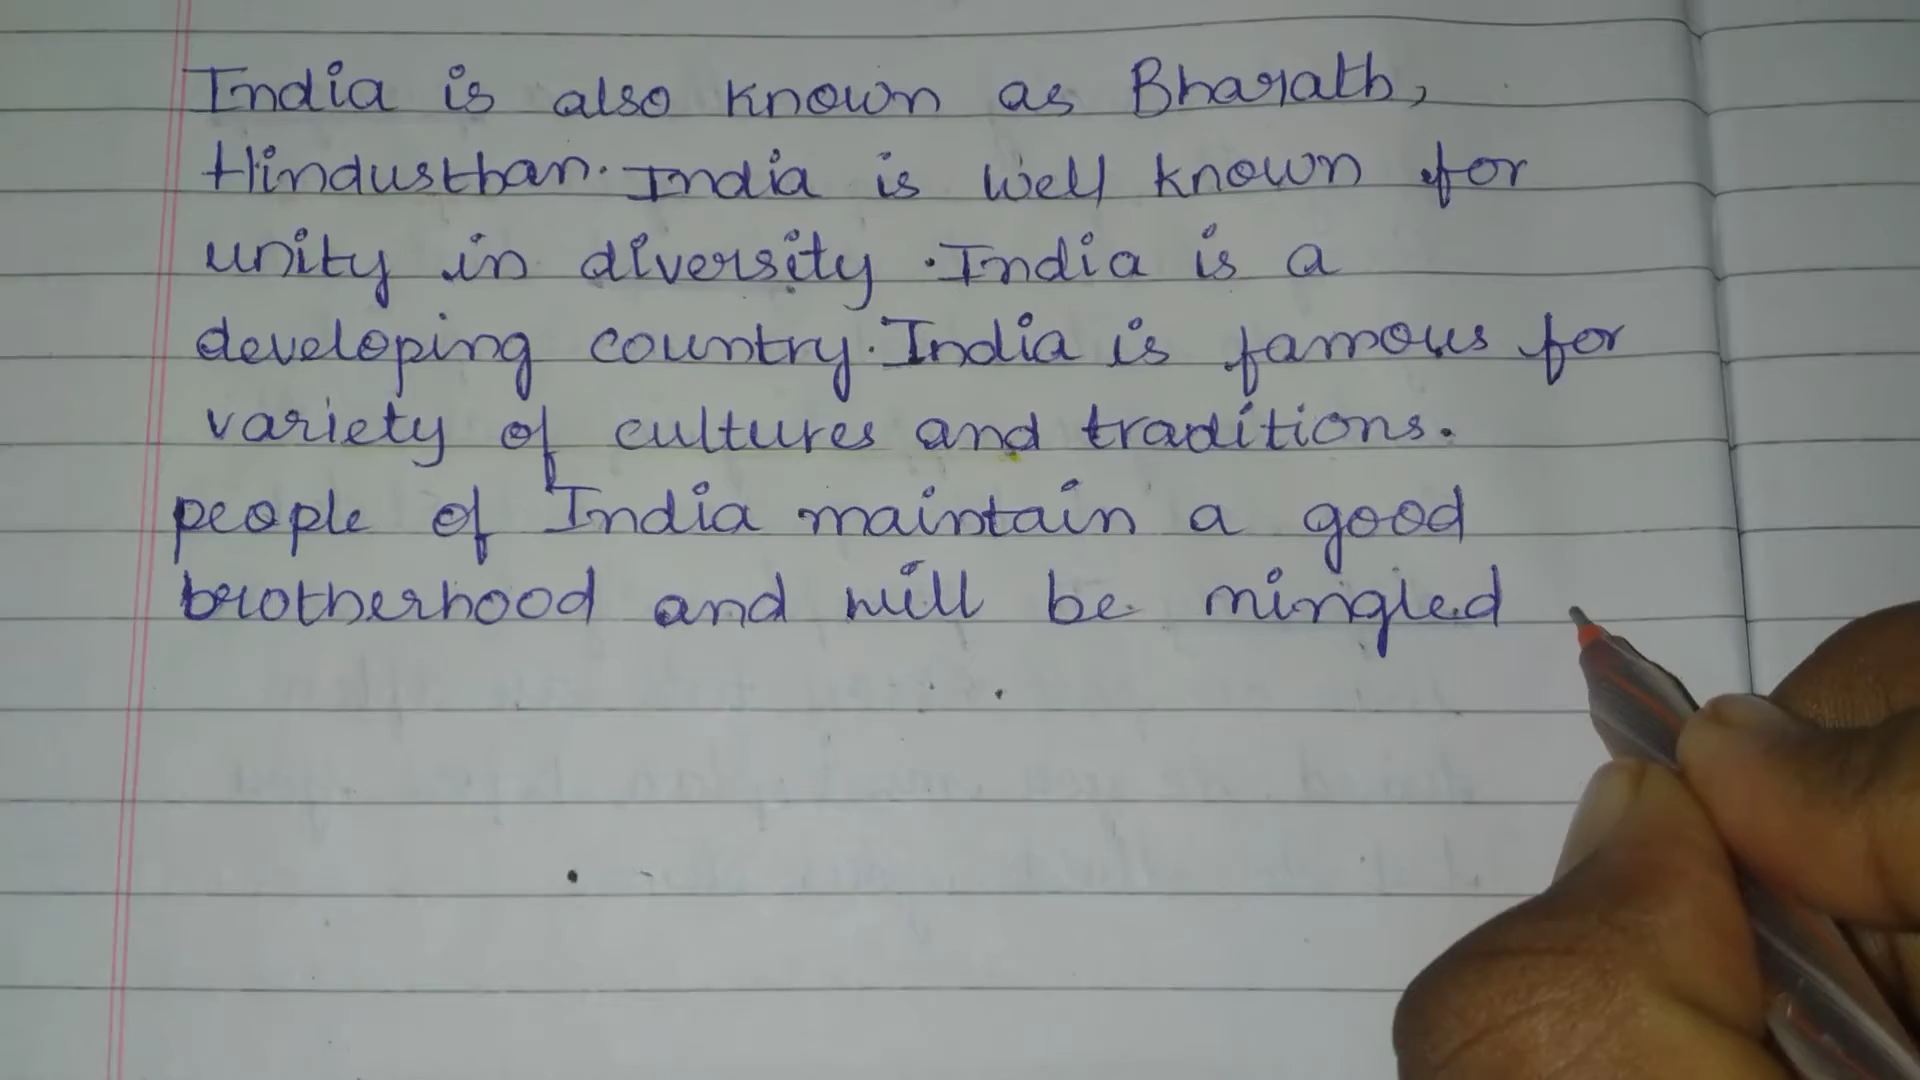 India is also known as Bharath,
Hindusthan. India is well known for
unity in diversity. India is a
developing country. India is famous for
variety of cultures and traditions.
people of India maintain a good
brotherhood and will be mingled